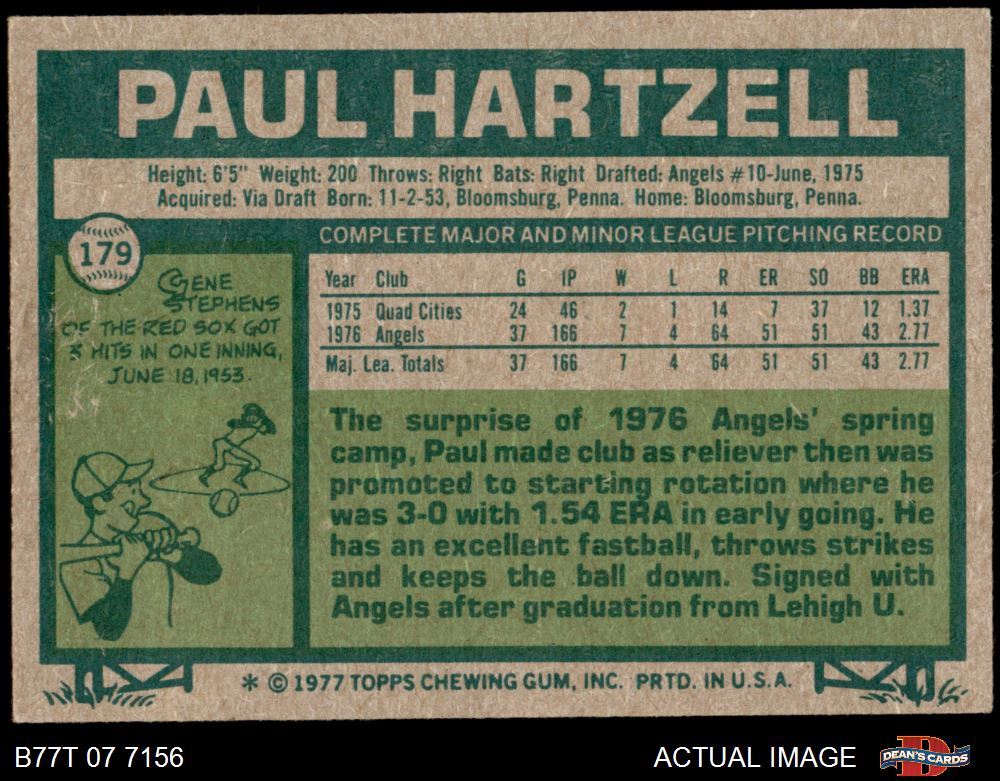 PAUL HARTZELL
Height: 6'5" Weight: 200 Throws: Right Bats: Right Drafted: Angels #10-June, 1975
Acquired: Via Draft Born: 11-2-53, Bloomsburg, Penna. Home: Bloomsburg, Penna.
179
GENE
STEPHENS
OF THE RED SOX GOT
3 HITS IN ONE INNING,
JUNE 18, 1953.
COMPLETE MAJOR AND MINOR LEAGUE PITCHING RECORD
Year Club G IP W L R ER SO BB ERA
1975 Quad Cities 24 46 2 1 14 7 37 12 1.37
1976 Angels 37 166 7 4 64 51 51 43 2.77
Maj. Lea. Totals 37 166 7 4 64 51 51 43 2.77
The surprise of 1976 Angels' spring
camp, Paul made club as reliever then was
promoted to starting rotation where he
was 3-0 with 1.54 ERA in early going. He
has an excellent fastball, throws strikes
and keeps the ball down. Signed with
Angels after graduation from Lehigh U.
* © 1977 TOPPS CHEWING GUM, INC. PRTD. IN U.S.A.
B77T 07 7156
ACTUAL IMAGE
DEAN'S CARDS